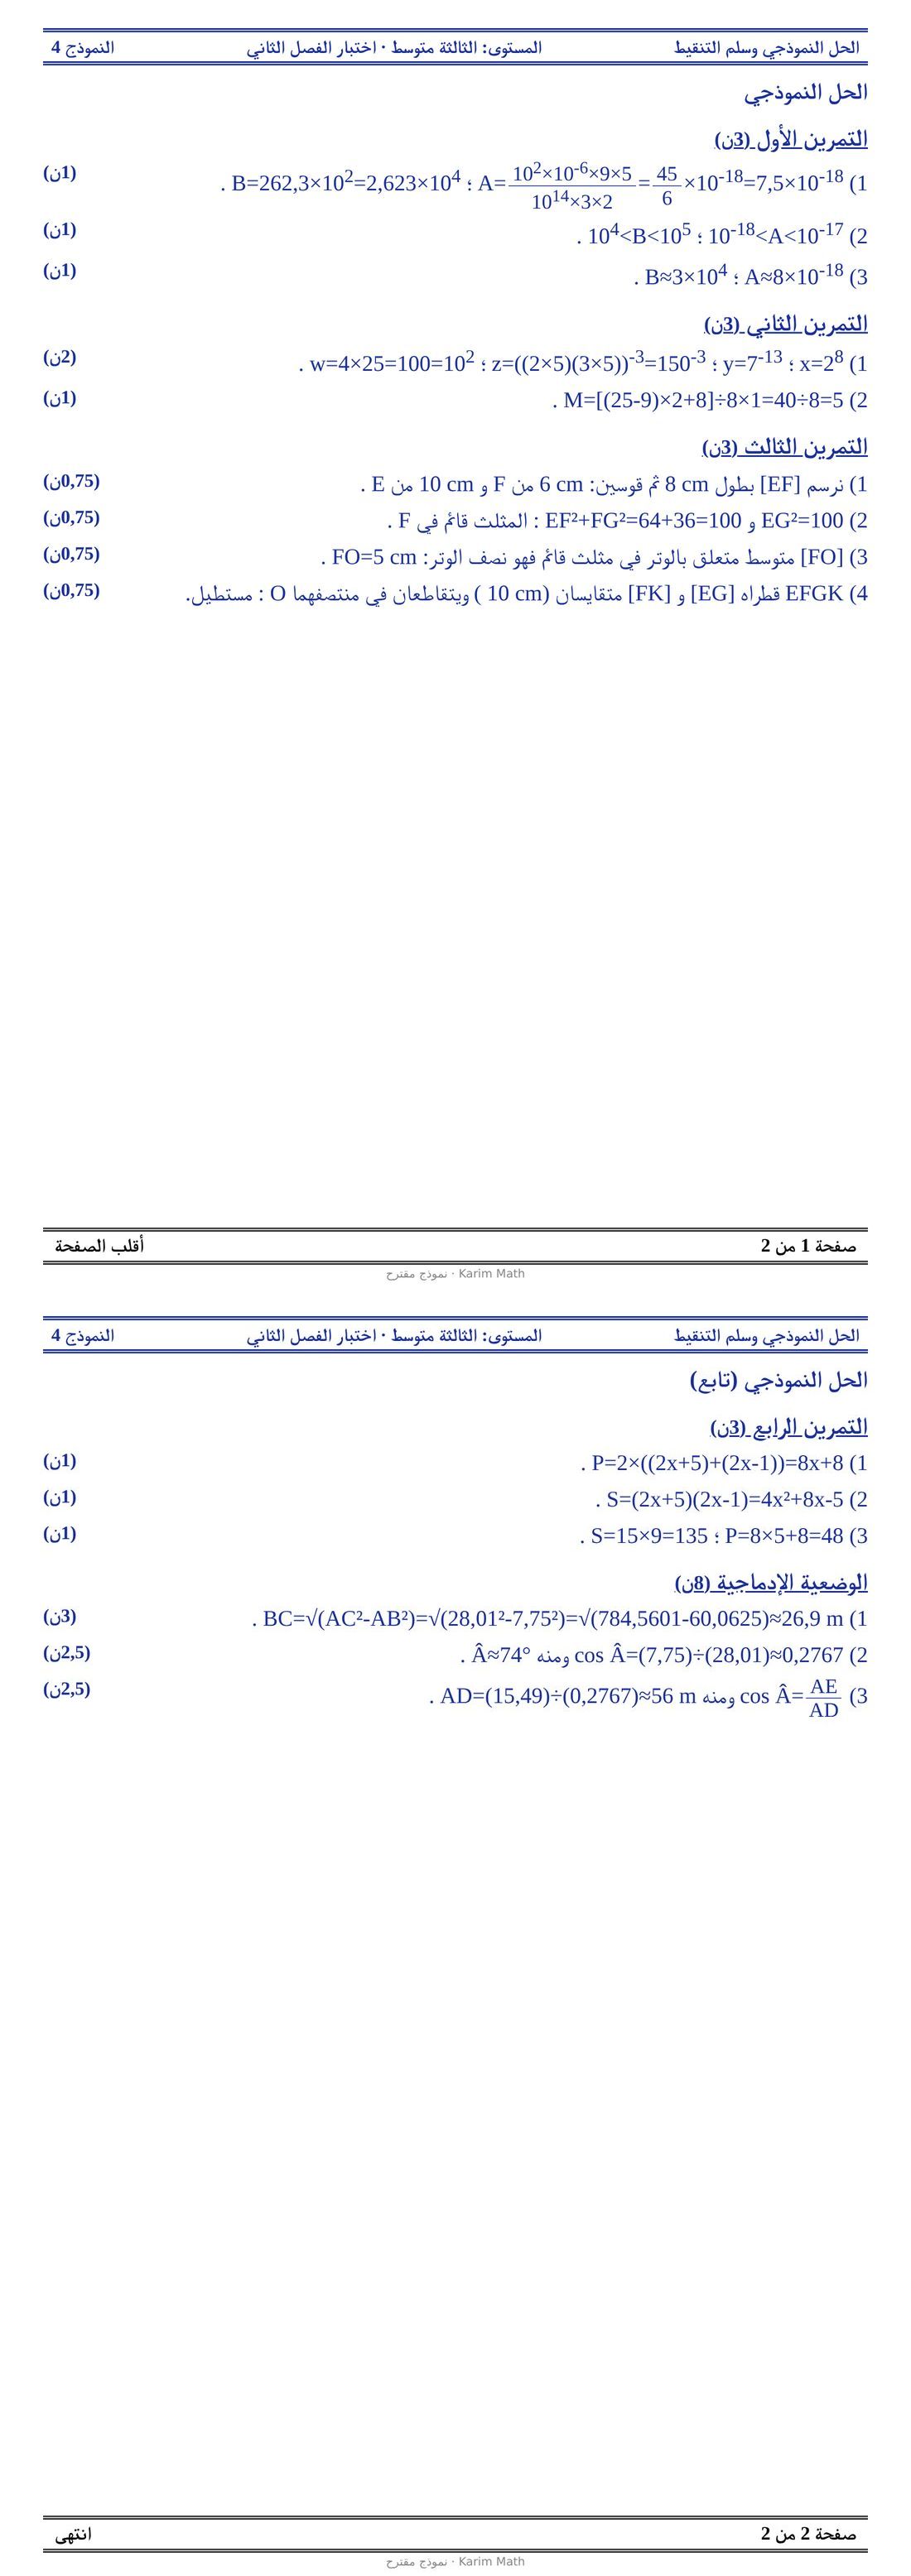 الحل النموذجي وسلم التنقيط المستوى: الثالثة متوسط · اختبار الفصل الثاني النموذج 4
الحل النموذجي
التمرين الأول (3ن)
1) A=(10²×10⁻⁶×9×5)/(10¹⁴×3×2)=45/6×10⁻¹⁸=7,5×10⁻¹⁸ ؛ B=262,3×10²=2,623×10⁴ . (1ن)
2) 10⁻¹⁸<A<10⁻¹⁷ ؛ 10⁴<B<10⁵ . (1ن)
3) A≈8×10⁻¹⁸ ؛ B≈3×10⁴ . (1ن)
التمرين الثاني (3ن)
1) x=2⁸ ؛ y=7⁻¹³ ؛ z=((2×5)(3×5))⁻³=150⁻³ ؛ w=4×25=100=10² . (2ن)
2) M=[(25-9)×2+8]÷8×1=40÷8=5 . (1ن)
التمرين الثالث (3ن)
1) نرسم [EF] بطول 8 cm ثم قوسين: 6 cm من F و 10 cm من E . (0,75ن)
2) EG²=100 و EF²+FG²=64+36=100 : المثلث قائم في F . (0,75ن)
3) [FO] متوسط متعلق بالوتر في مثلث قائم فهو نصف الوتر: FO=5 cm . (0,75ن)
4) EFGK قطراه [EG] و [FK] متقايسان (10 cm ) ويتقاطعان في منتصفهما O : مستطيل. (0,75ن)
صفحة 1 من 2 أقلب الصفحة
Karim Math · نموذج مقترح
الحل النموذجي وسلم التنقيط المستوى: الثالثة متوسط · اختبار الفصل الثاني النموذج 4
الحل النموذجي (تابع)
التمرين الرابع (3ن)
1) P=2×((2x+5)+(2x-1))=8x+8 . (1ن)
2) S=(2x+5)(2x-1)=4x²+8x-5 . (1ن)
3) P=8×5+8=48 ؛ S=15×9=135 . (1ن)
الوضعية الإدماجية (8ن)
1) BC=√(AC²-AB²)=√(28,01²-7,75²)=√(784,5601-60,0625)≈26,9 m . (3ن)
2) cos Â=(7,75)÷(28,01)≈0,2767 ومنه Â≈74° . (2,5ن)
3) cos Â=AE/AD ومنه AD=(15,49)÷(0,2767)≈56 m . (2,5ن)
صفحة 2 من 2 انتهى
Karim Math · نموذج مقترح